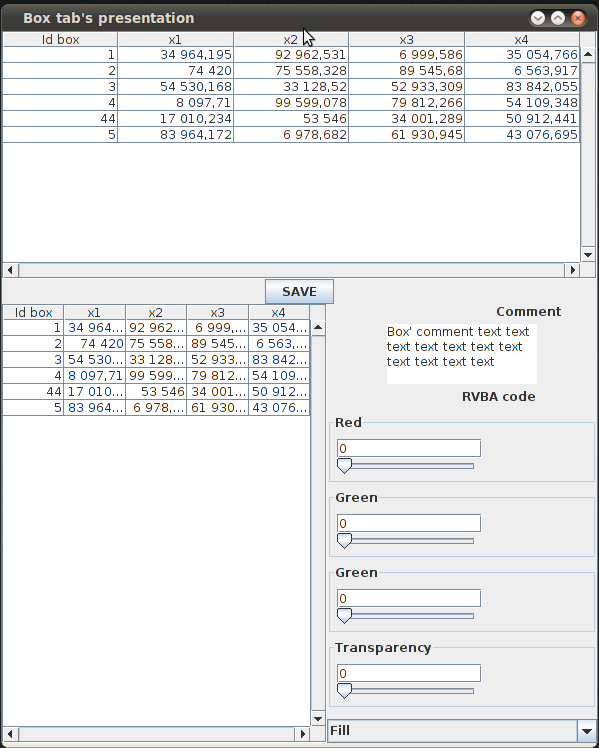 Box tab's presentation
Id box x1 x2 x3 x4
1 34 964,195 92 962,531 6 999,586 35 054,766
2 74 420 75 558,328 89 545,68 6 563,917
3 54 530,168 33 128,52 52 933,309 83 842,055
4 8 097,71 99 599,078 79 812,266 54 109,348
44 17 010,234 53 546 34 001,289 50 912,441
5 83 964,172 6 978,682 61 930,945 43 076,695
SAVE
Id box x1 x2 x3 x4
1 34 964... 92 962... 6 999,... 35 054...
2 74 420 75 558... 89 545... 6 563,...
3 54 530... 33 128... 52 933... 83 842...
4 8 097,71 99 599... 79 812... 54 109...
44 17 010... 53 546 34 001... 50 912...
5 83 964... 6 978,... 61 930... 43 076...
Comment
Box' comment text text
text text text text text
text text text text
RVBA code
Red
0
Green
0
Green
0
Transparency
0
Fill